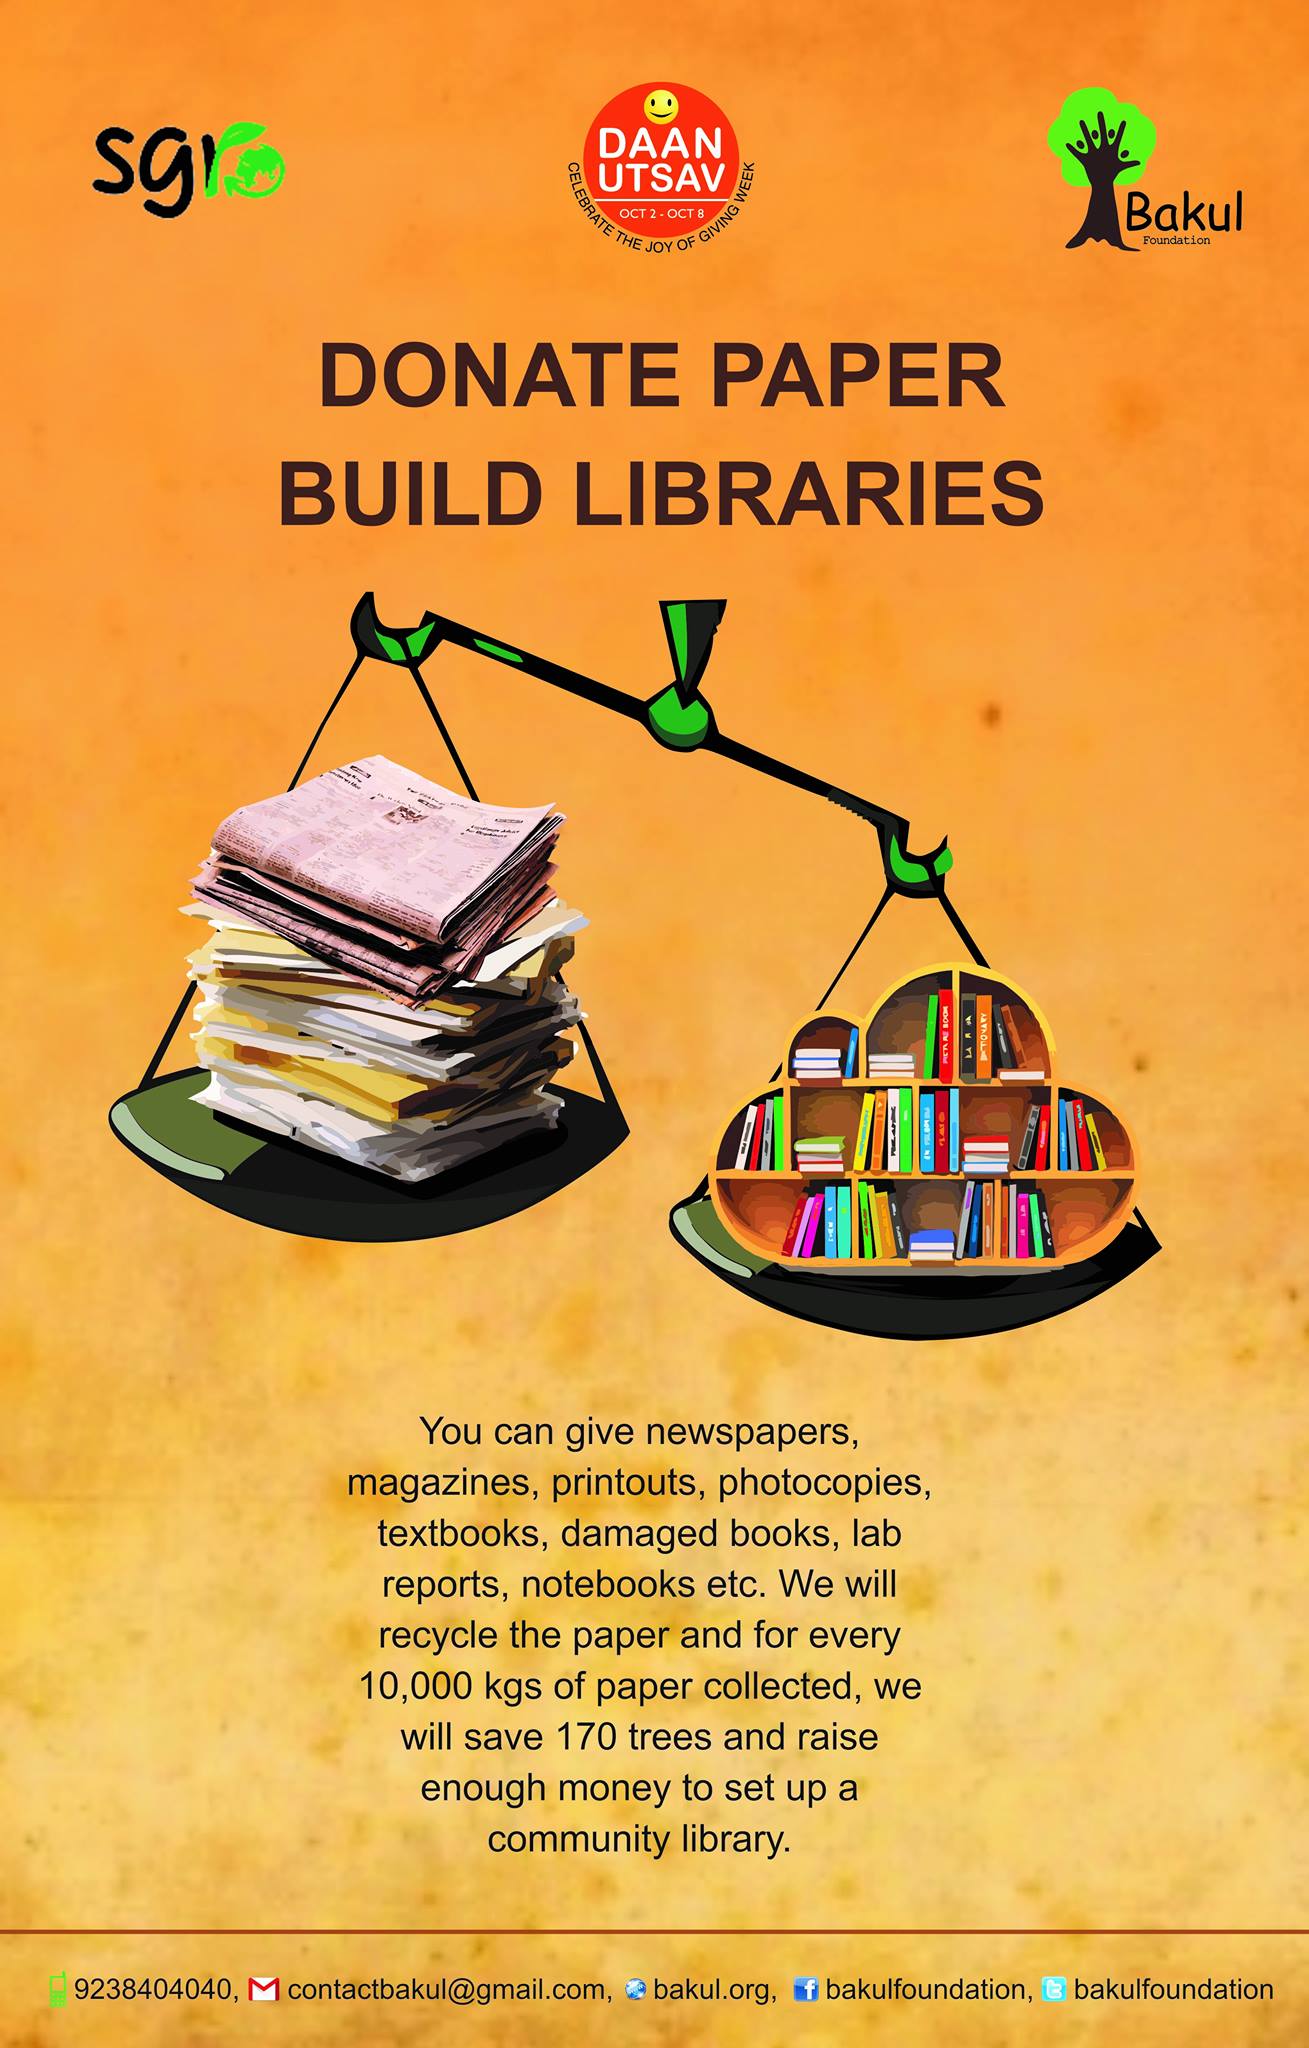 sgr
DAAN
UTSAV
OCT 2 - OCT 8
CELEBRATE THE JOY OF GIVING WEEK
Bakul
Foundation
DONATE PAPER
BUILD LIBRARIES
PICTURE BOOK
DICTIONARY
You can give newspapers,
magazines, printouts, photocopies,
textbooks, damaged books, lab
reports, notebooks etc. We will
recycle the paper and for every
10,000 kgs of paper collected, we
will save 170 trees and raise
enough money to set up a
community library.
9238404040, contactbakul@gmail.com, bakul.org, bakulfoundation, bakulfoundation